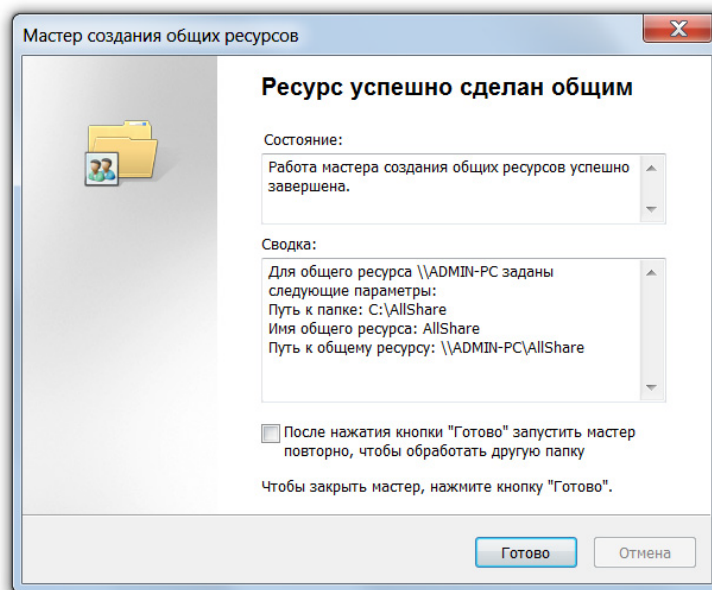 Мастер создания общих ресурсов
Ресурс успешно сделан общим
Состояние:
Работа мастера создания общих ресурсов успешно
завершена.
Сводка:
Для общего ресурса \\ADMIN-PC заданы
следующие параметры:
Путь к папке: C:\AllShare
Имя общего ресурса: AllShare
Путь к общему ресурсу: \\ADMIN-PC\AllShare
После нажатия кнопки "Готово" запустить мастер
повторно, чтобы обработать другую папку
Чтобы закрыть мастер, нажмите кнопку "Готово".
Готово
Отмена